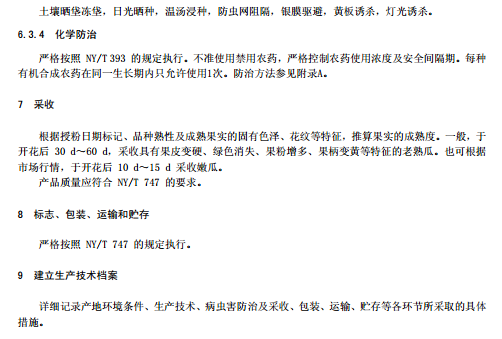 土壤晒垡冻垡，日光晒种，温汤浸种，防虫网阻隔，银膜驱避，黄板诱杀，灯光诱杀。
6.3.4 化学防治
严格按照 NY/T 393 的规定执行。不准使用禁用农药，严格控制农药使用浓度及安全间隔期。每种
有机合成农药在同一生长期内只允许使用1次。防治方法参见附录A。
7 采收
根据授粉日期标记、品种熟性及成熟果实的固有色泽、花纹等特征，推算果实的成熟度。一般，于
开花后 30 d～60 d，采收具有果皮变硬、绿色消失、果粉增多、果柄变黄等特征的老熟瓜。也可根据
市场行情，于开花后 10 d～15 d 采收嫩瓜。
产品质量应符合 NY/T 747 的要求。
8 标志、包装、运输和贮存
严格按照 NY/T 747 的规定执行。
9 建立生产技术档案
详细记录产地环境条件、生产技术、病虫害防治及采收、包装、运输、贮存等各环节所采取的具体
措施。